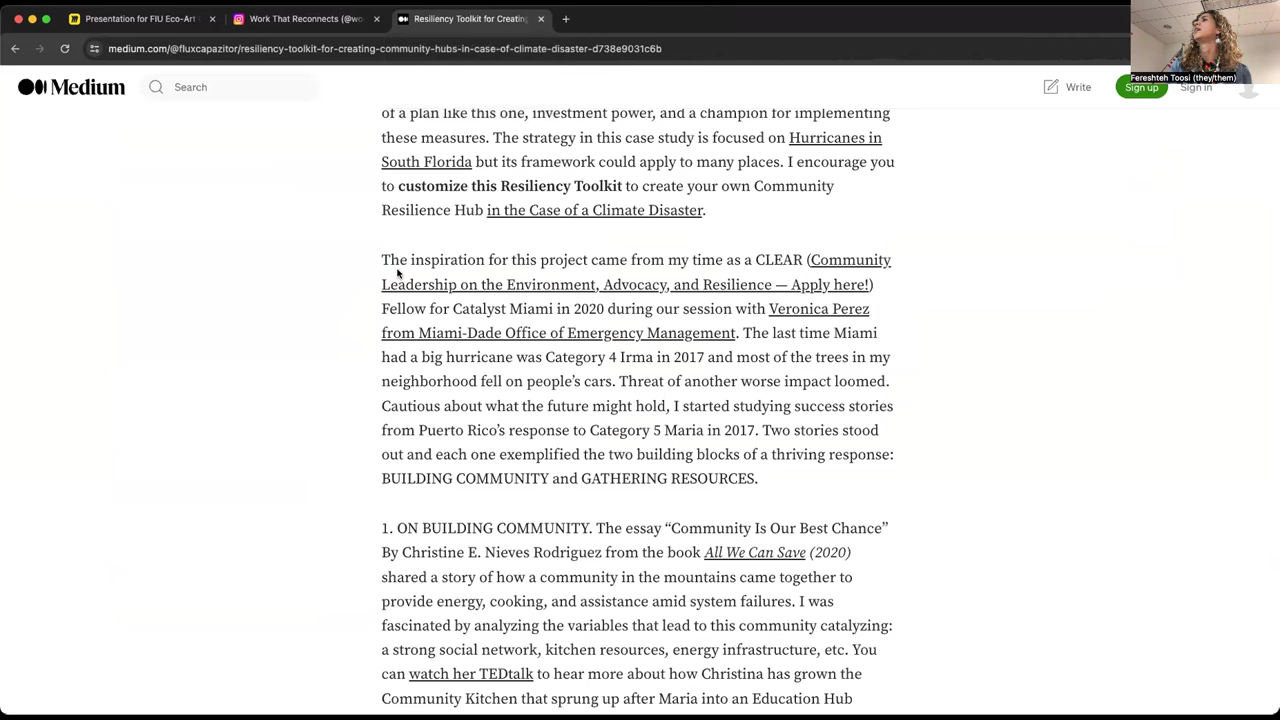 Presentation for FIU Eco-Art
Work That Reconnects (@wo
Resiliency Toolkit for Creating
medium.com/@fluxcapazitor/resiliency-toolkit-for-creating-community-hubs-in-case-of-climate-disaster-d738e9031c6b
Fereshteh Toosi (they/them)
Medium
Search
Write
Sign up
Sign in
of a plan like this one, investment power, and a champion for implementing
these measures. The strategy in this case study is focused on Hurricanes in
South Florida but its framework could apply to many places. I encourage you
to customize this Resiliency Toolkit to create your own Community
Resilience Hub in the Case of a Climate Disaster.
The inspiration for this project came from my time as a CLEAR (Community
Leadership on the Environment, Advocacy, and Resilience — Apply here!)
Fellow for Catalyst Miami in 2020 during our session with Veronica Perez
from Miami-Dade Office of Emergency Management. The last time Miami
had a big hurricane was Category 4 Irma in 2017 and most of the trees in my
neighborhood fell on people’s cars. Threat of another worse impact loomed.
Cautious about what the future might hold, I started studying success stories
from Puerto Rico’s response to Category 5 Maria in 2017. Two stories stood
out and each one exemplified the two building blocks of a thriving response:
BUILDING COMMUNITY and GATHERING RESOURCES.
1. ON BUILDING COMMUNITY. The essay “Community Is Our Best Chance”
By Christine E. Nieves Rodriguez from the book All We Can Save (2020)
shared a story of how a community in the mountains came together to
provide energy, cooking, and assistance amid system failures. I was
fascinated by analyzing the variables that lead to this community catalyzing:
a strong social network, kitchen resources, energy infrastructure, etc. You
can watch her TEDtalk to hear more about how Christina has grown the
Community Kitchen that sprung up after Maria into an Education Hub